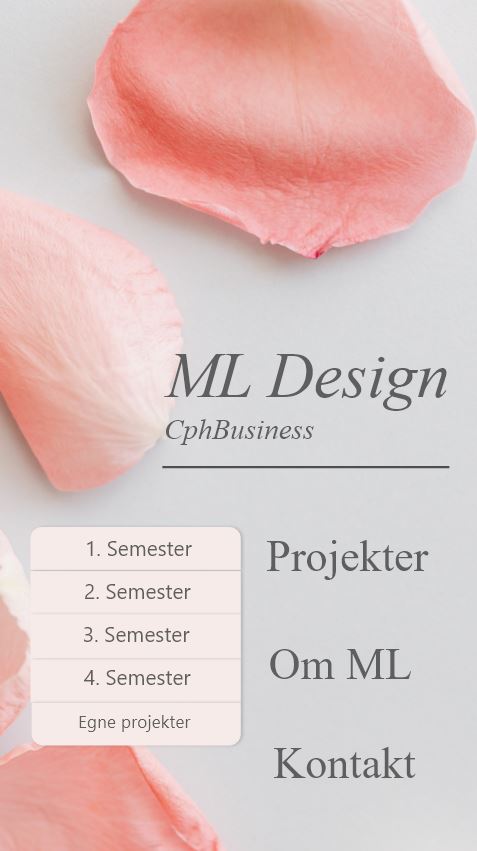 ML Design
CphBusiness
1. Semester
2. Semester
3. Semester
4. Semester
Egne projekter
Projekter
Om ML
Kontakt